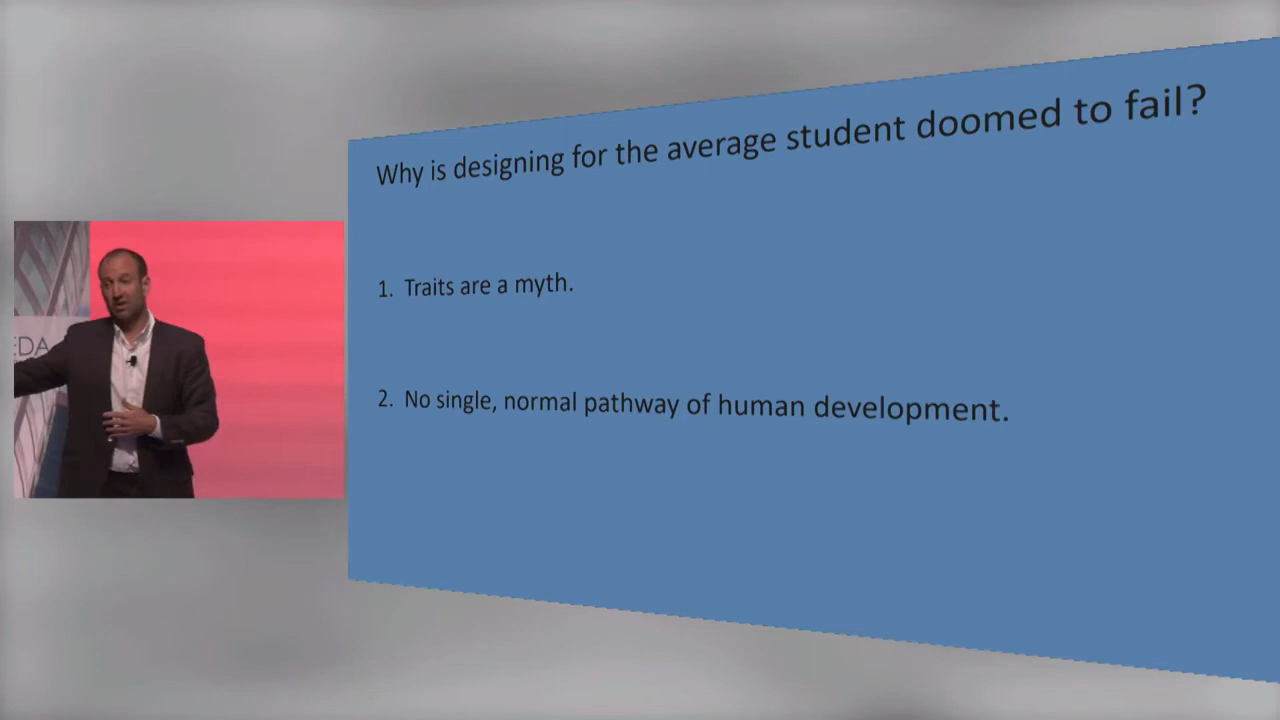 Why is designing for the average student doomed to fail?
1. Traits are a myth.
2. No single, normal pathway of human development.
EDA